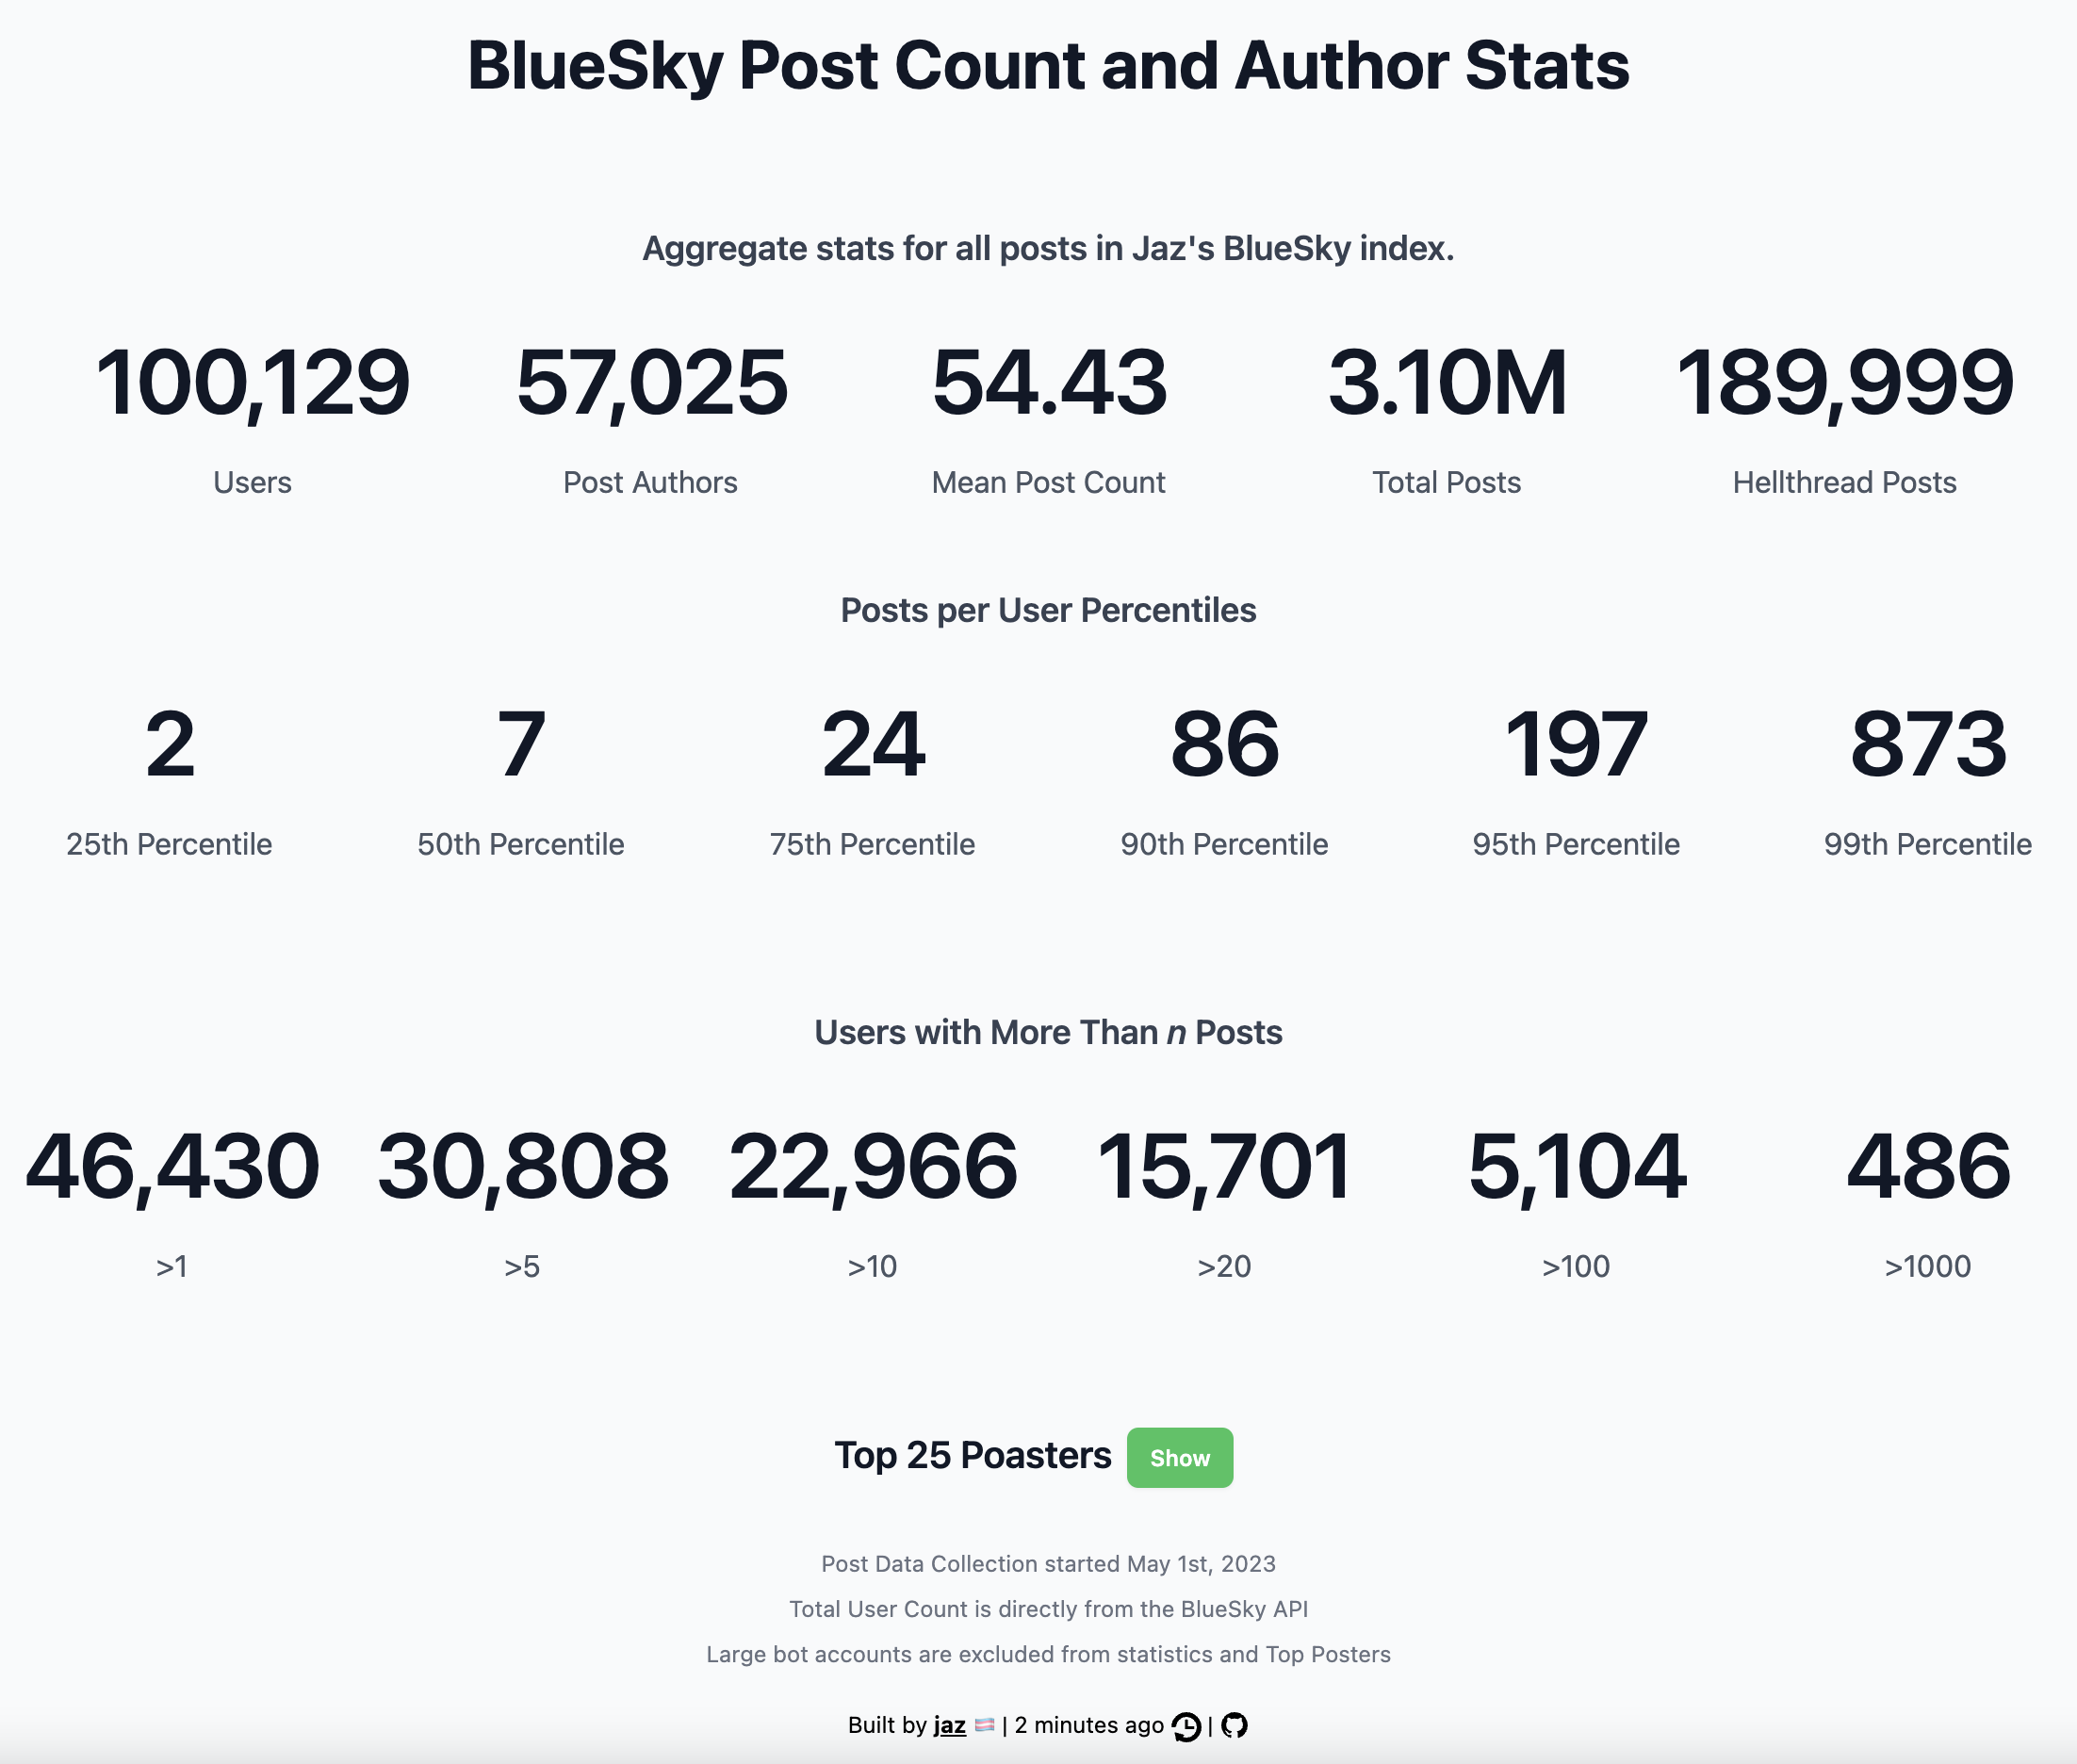 BlueSky Post Count and Author Stats
Aggregate stats for all posts in Jaz's BlueSky index.
100,129 57,025 54.43 3.10M 189,999
Users Post Authors Mean Post Count Total Posts Hellthread Posts
Posts per User Percentiles
2 7 24 86 197 873
25th Percentile 50th Percentile 75th Percentile 90th Percentile 95th Percentile 99th Percentile
Users with More Than n Posts
46,430 30,808 22,966 15,701 5,104 486
>1 >5 >10 >20 >100 >1000
Top 25 Poasters Show
Post Data Collection started May 1st, 2023
Total User Count is directly from the BlueSky API
Large bot accounts are excluded from statistics and Top Posters
Built by jaz | 2 minutes ago |